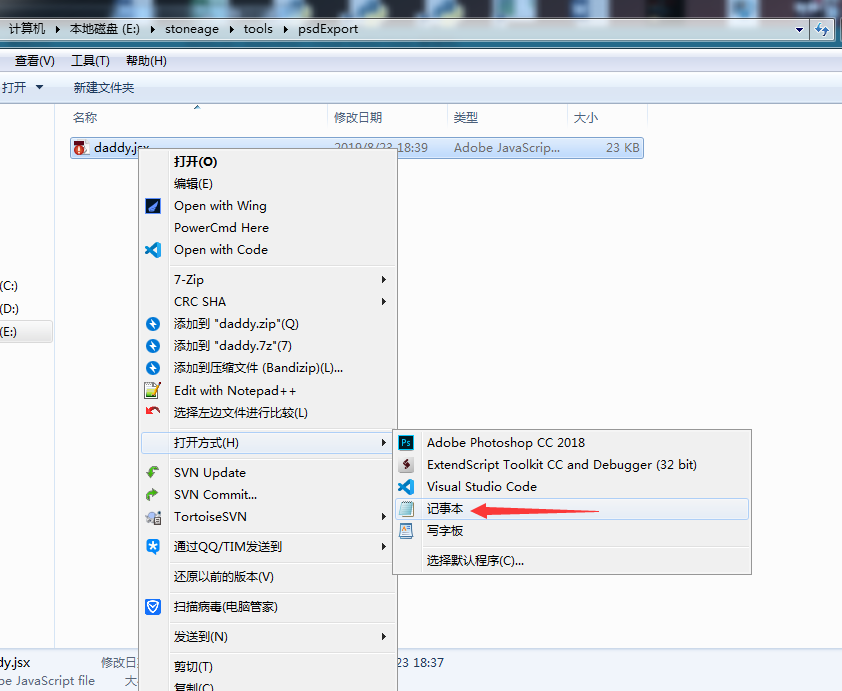 计算机 本地磁盘 (E:) stoneage tools psdExport
查看(V) 工具(T) 帮助(H)
打开 新建文件夹
名称 修改日期 类型 大小
daddy.jsx 2019/8/23 18:39 Adobe JavaScrip... 23 KB
打开(O)
编辑(E)
Open with Wing
PowerCmd Here
Open with Code
7-Zip
(C:)
CRC SHA
(D:)
添加到 "daddy.zip"(Q)
(E:)
添加到 "daddy.7z"(7)
添加到压缩文件 (Bandizip)(L)...
Edit with Notepad++
选择左边文件进行比较(L)
打开方式(H)
Ps Adobe Photoshop CC 2018
ExtendScript Toolkit CC and Debugger (32 bit)
Visual Studio Code
记事本
写字板
选择默认程序(C)...
SVN Update
SVN Commit...
TortoiseSVN
通过QQ/TIM发送到
还原以前的版本(V)
扫描病毒(电脑管家)
发送到(N)
剪切(T)
复制(C)
dy.jsx 修改日 23 18:37
be JavaScript file 大